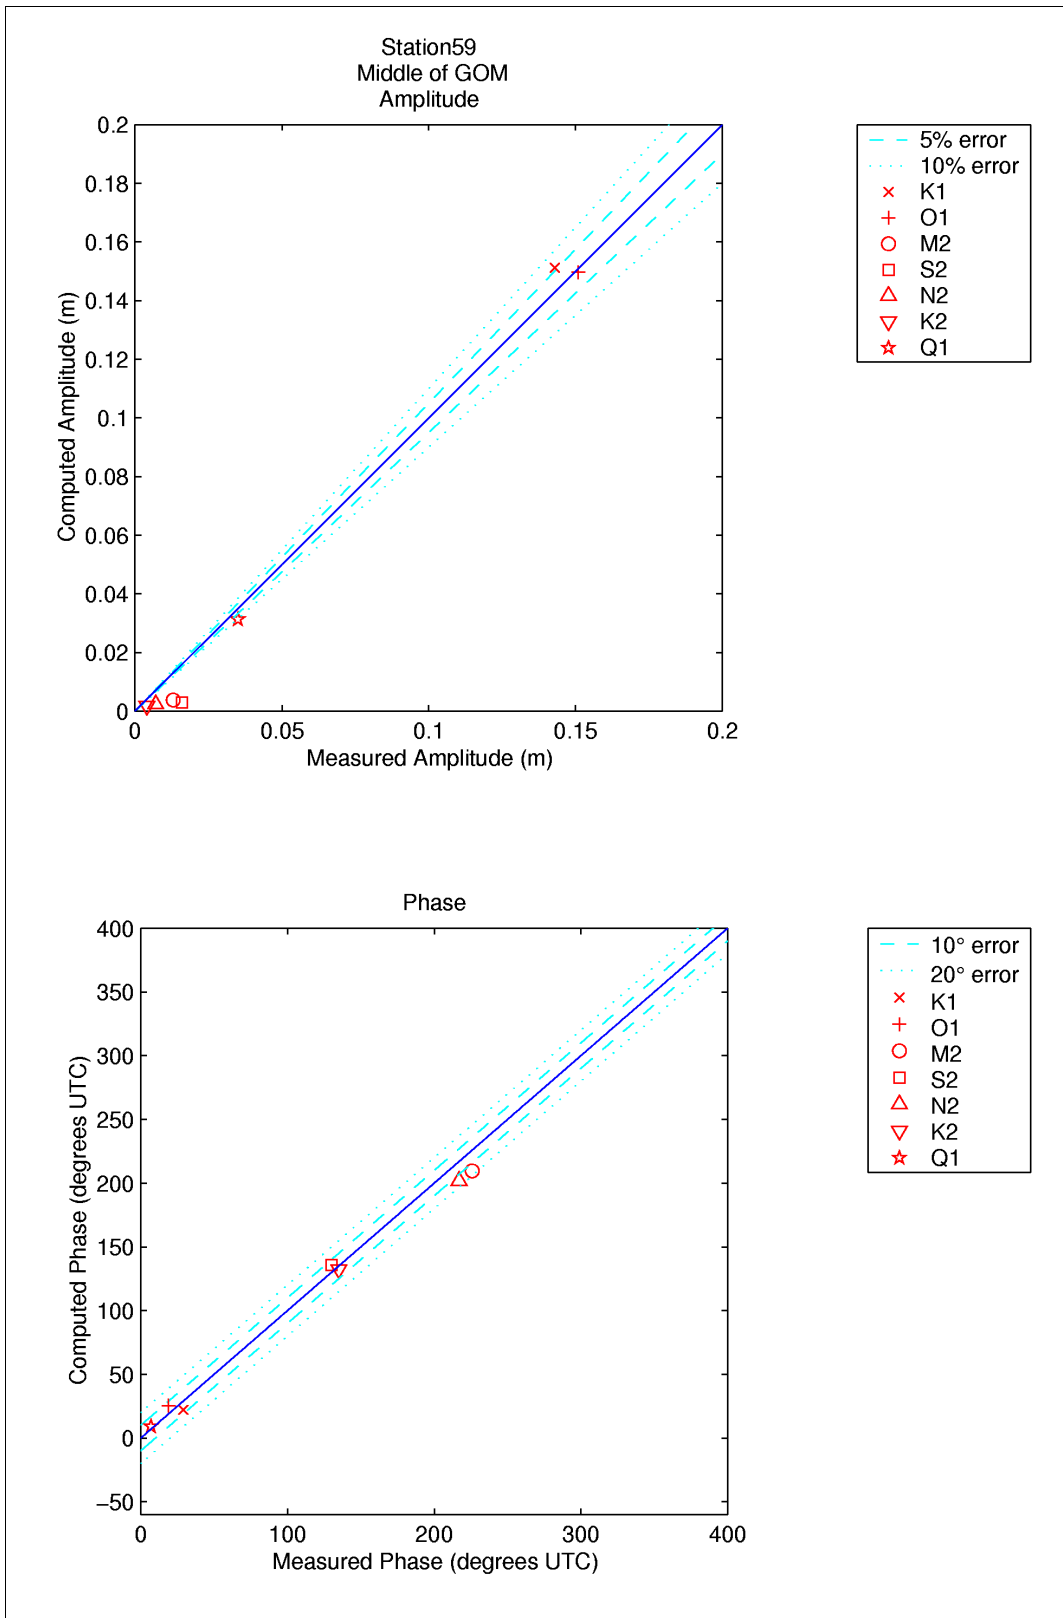 Station59
Middle of GOM
Amplitude
0.2
0.18
0.16
0.14
0.12
0.1
0.08
0.06
0.04
0.02
0
Computed Amplitude (m)
0 0.05 0.1 0.15 0.2
Measured Amplitude (m)
5% error
10% error
K1
O1
M2
S2
N2
K2
Q1
Phase
400
350
300
250
200
150
100
50
0
−50
Computed Phase (degrees UTC)
0 100 200 300 400
Measured Phase (degrees UTC)
10° error
20° error
K1
O1
M2
S2
N2
K2
Q1